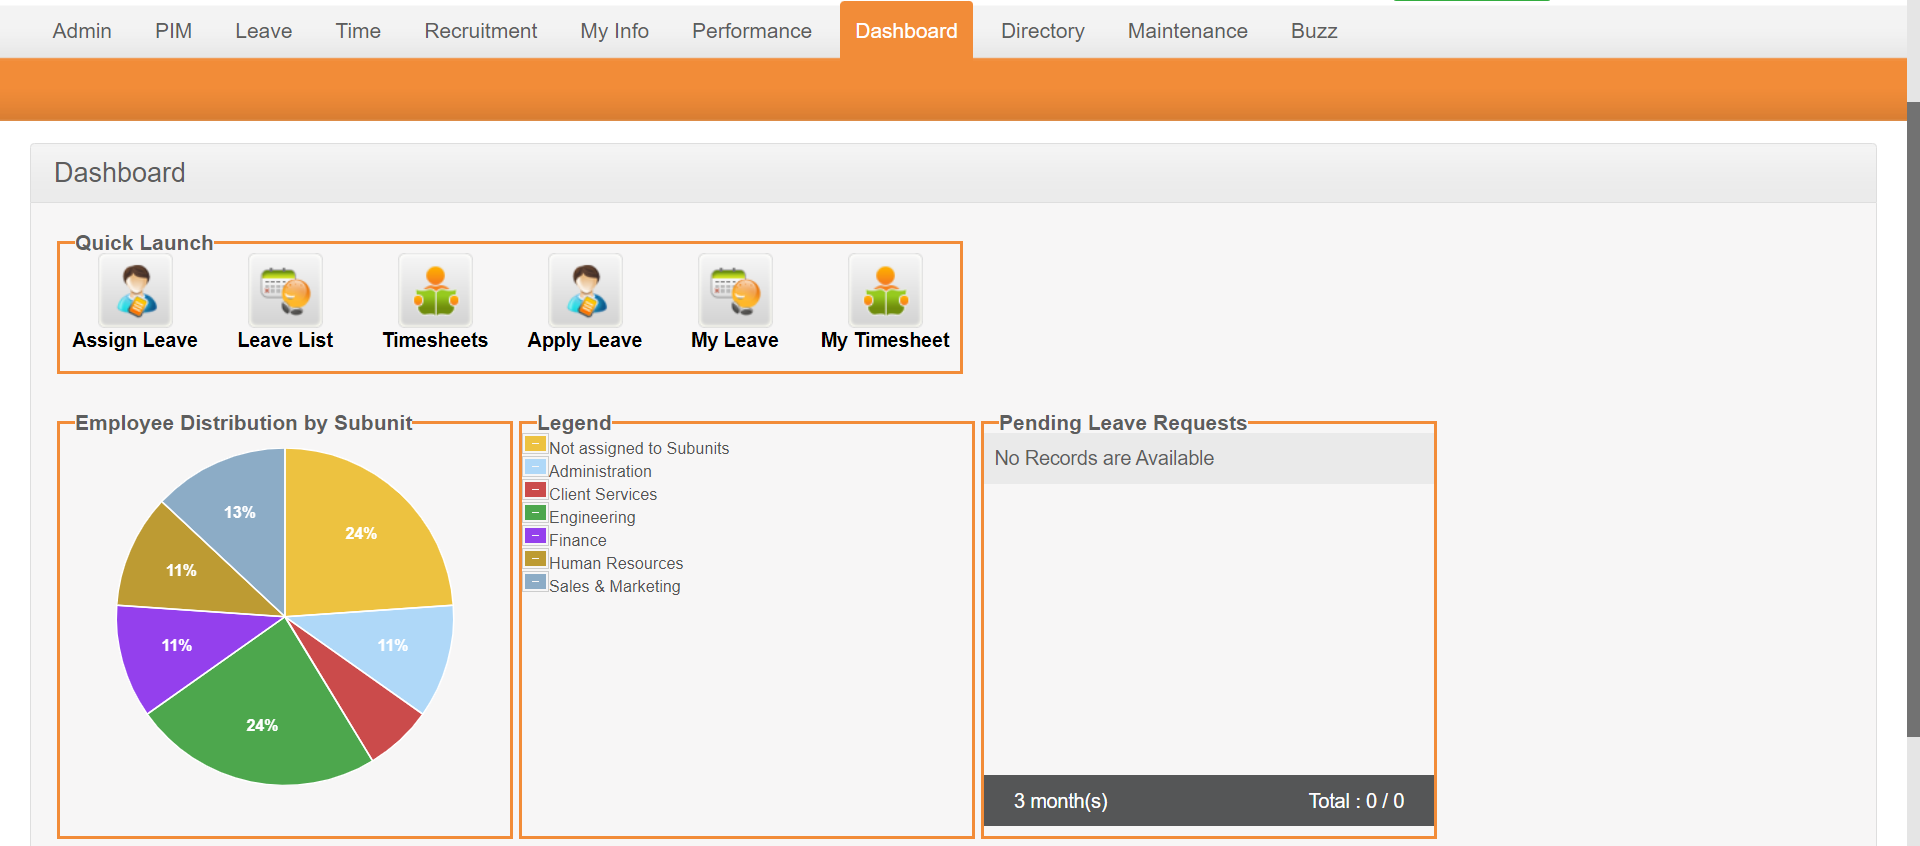 Admin PIM Leave Time Recruitment My Info Performance Dashboard Directory Maintenance Buzz
Dashboard
Quick Launch
Assign Leave Leave List Timesheets Apply Leave My Leave My Timesheet
Employee Distribution by Subunit
13%
24%
11%
11%
11%
24%
Legend
Not assigned to Subunits
Administration
Client Services
Engineering
Finance
Human Resources
Sales & Marketing
Pending Leave Requests
No Records are Available
3 month(s) Total : 0 / 0